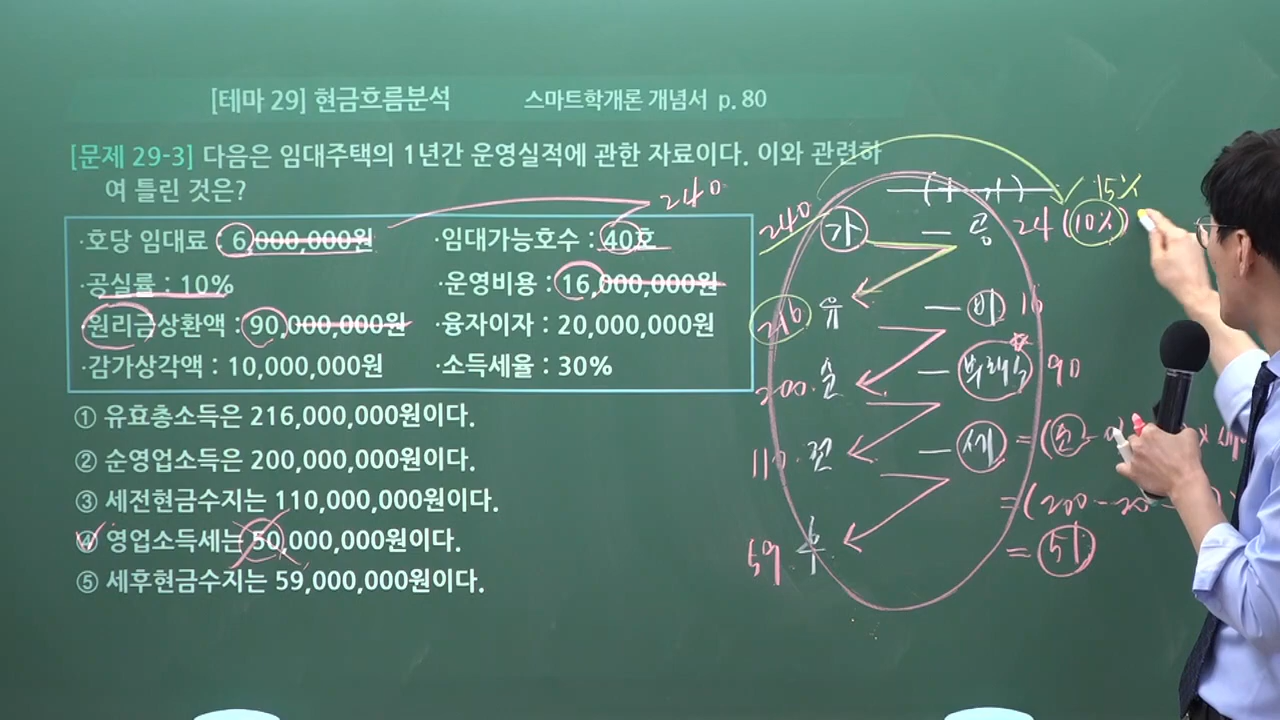 [테마 29] 현금흐름분석 스마트학개론 개념서 p. 80
[문제 29-3] 다음은 임대주택의 1년간 운영실적에 관한 자료이다. 이와 관련하
여 틀린 것은?
·호당 임대료 : 6,000,000원 ·임대가능호수 : 40호
·공실률 : 10% ·운영비용 : 16,000,000원
·원리금상환액 : 90,000,000원 ·융자이자 : 20,000,000원
·감가상각액 : 10,000,000원 ·소득세율 : 30%
① 유효총소득은 216,000,000원이다.
② 순영업소득은 200,000,000원이다.
③ 세전현금수지는 110,000,000원이다.
④ 영업소득세는 50,000,000원이다.
⑤ 세후현금수지는 59,000,000원이다.
240
15%
240 가 - 공 24 (10%)
216 유 - 비 16
200 순 - 부채 90
110 전 - 세 = (순 -
= (200 - 20
59 후 = 51